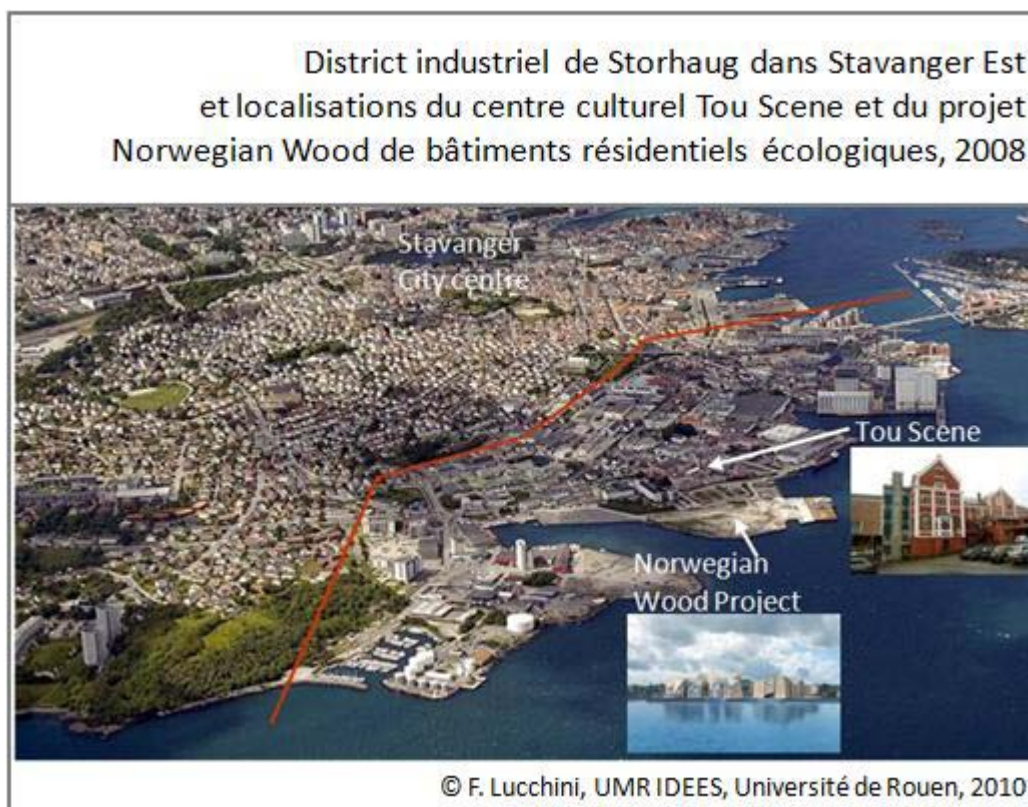 District industriel de Storhaug dans Stavanger Est
et localisations du centre culturel Tou Scene et du projet
Norwegian Wood de bâtiments résidentiels écologiques, 2008
Stavanger
City centre
Tou Scene
Norwegian
Wood Project
© F. Lucchini, UMR IDEES, Université de Rouen, 2010